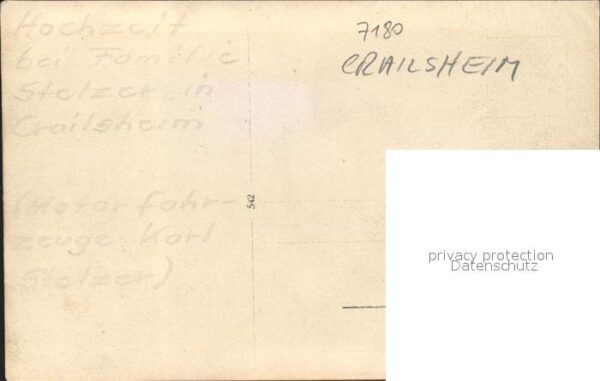 Hochzeit
bei Familie
Stelzer in
Crailsheim
(Motorfahr-
zeuge Karl
Stelzer)
7180
CRAILSHEIM
542
privacy protection
Datenschutz